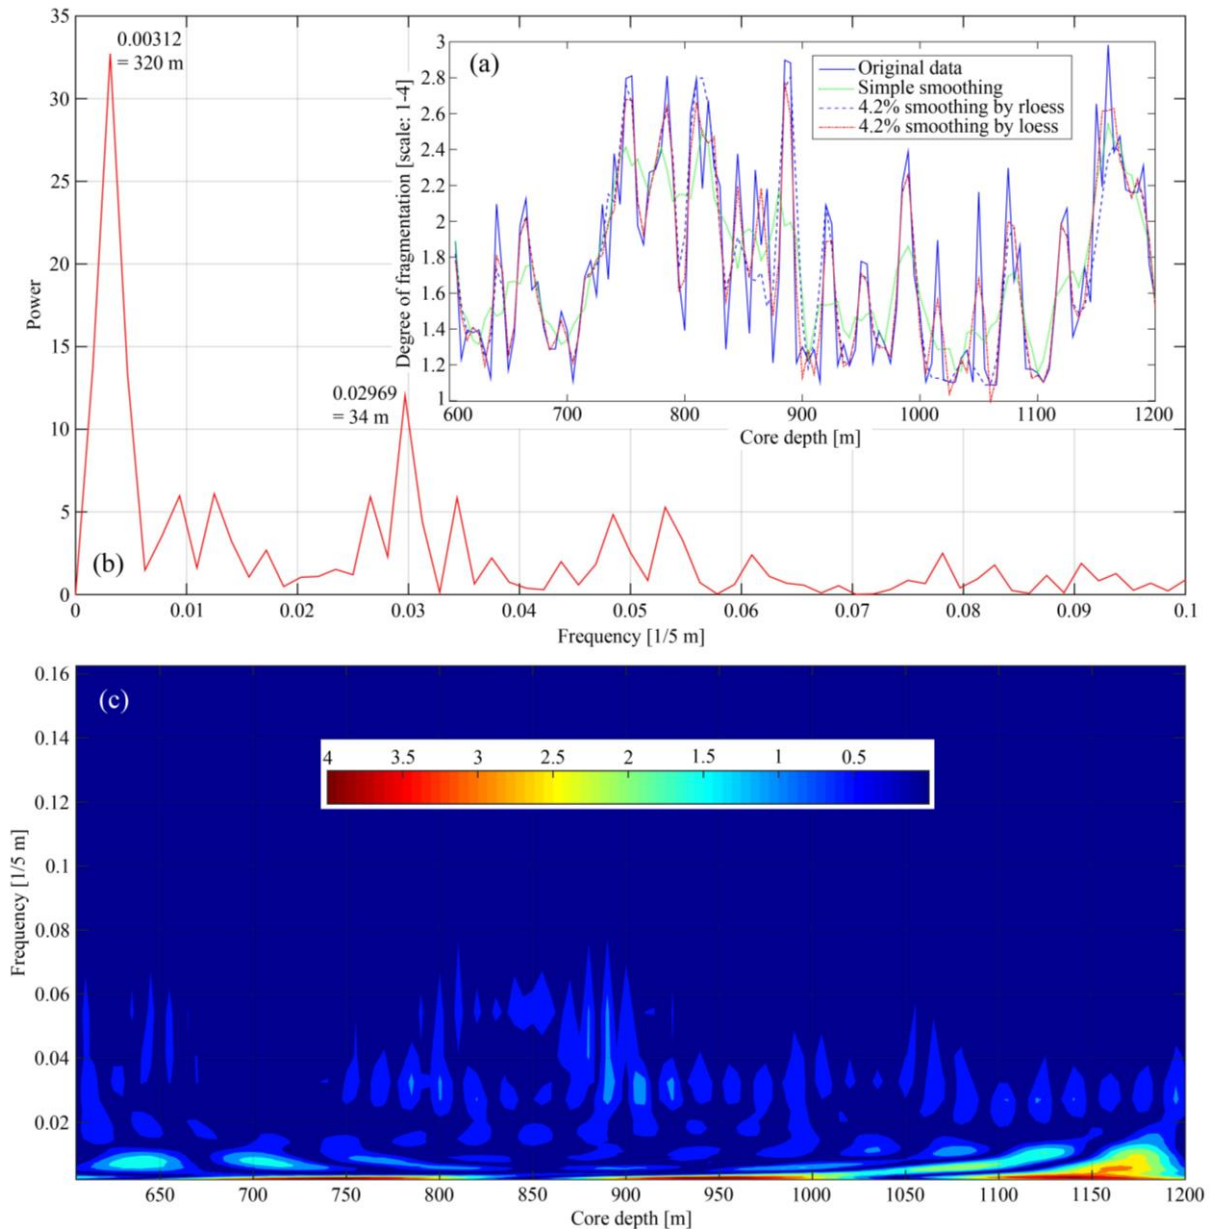 35
30
25
20
15
10
5
0
Power
0.00312
= 320 m
0.02969
= 34 m
(b)
0
0.01
0.02
0.03
0.04
0.05
0.06
0.07
0.08
0.09
0.1
Frequency [1/5 m]
(a)
3
2.8
2.4
2.2
2
1.8
1.6
1.4
1.2
1
Degree of fragmentation [scale: 1-4]
Original data
Simple smoothing
4.2% smoothing by rloess
4.2% smoothing by loess
600
700
800
900
1000
1100
1200
Core depth [m]
(c)
0.16
0.14
0.12
0.1
0.08
0.06
0.04
0.02
Frequency [1/5 m]
4 3.5 3 2.5 2 1.5 1 0.5
650 700 750 800 850 900 950 1000 1050 1100 1150 1200
Core depth [m]